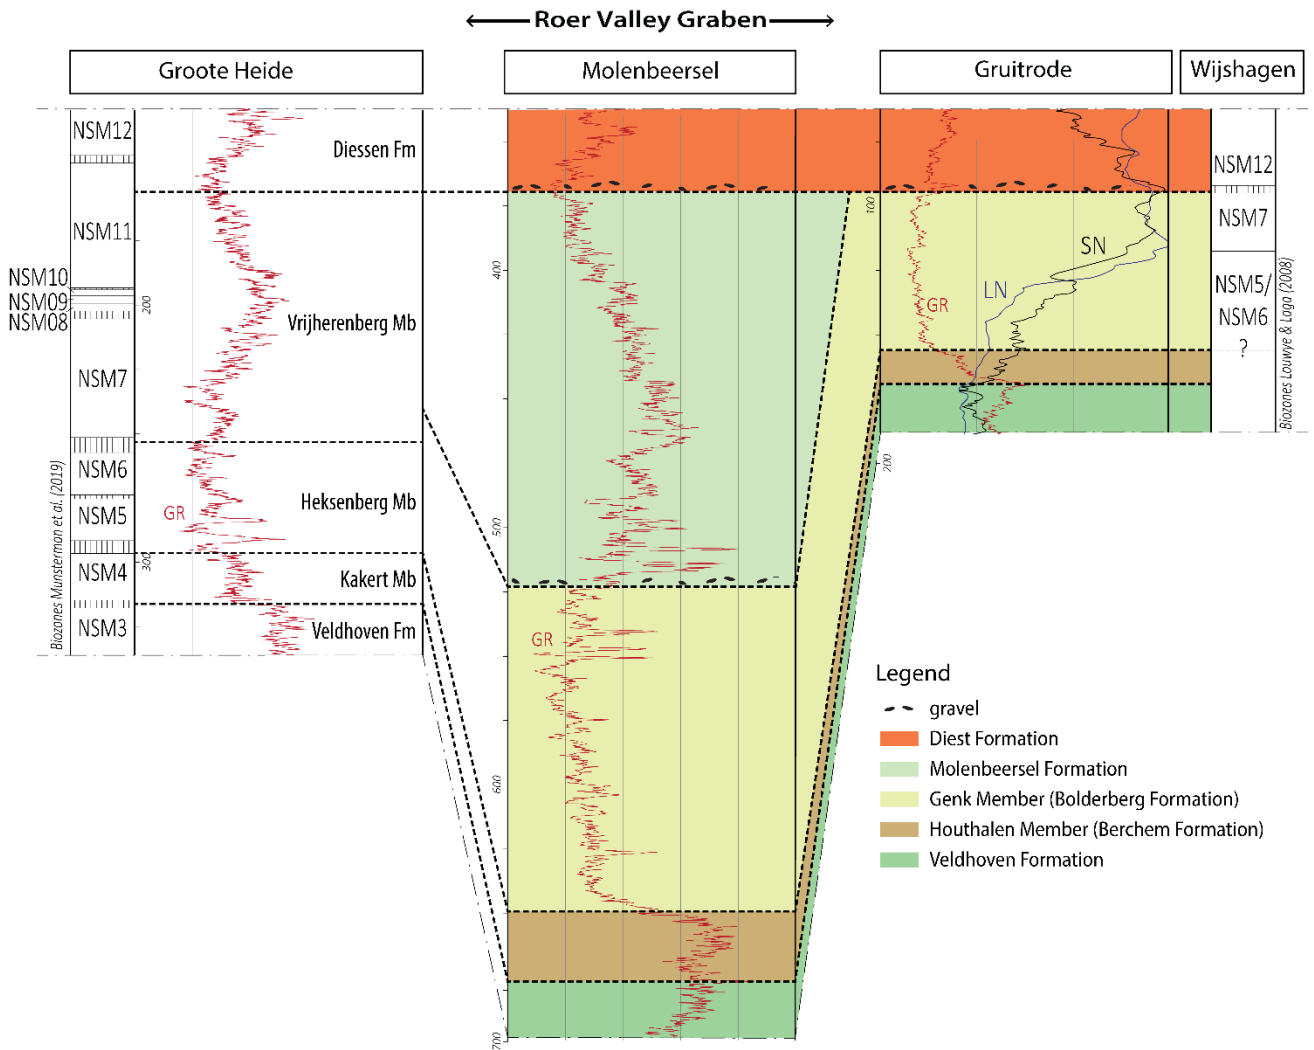 Roer Valley Graben
Groote Heide
Molenbeersel
Gruitrode
Wijshagen
NSM12
NSM11
NSM10
NSM09
NSM08
NSM7
NSM6
NSM5
NSM4
NSM3
Biozones Munsterman et al. (2019)
200
300
GR
Diessen Fm
Vrijherenberg Mb
Heksenberg Mb
Kakert Mb
Veldhoven Fm
400
500
600
700
GR
100
200
SN
LN
GR
NSM12
NSM7
NSM5/
NSM6
?
Biozones Louwye & Laga (2008)
Legend
gravel
Diest Formation
Molenbeersel Formation
Genk Member (Bolderberg Formation)
Houthalen Member (Berchem Formation)
Veldhoven Formation